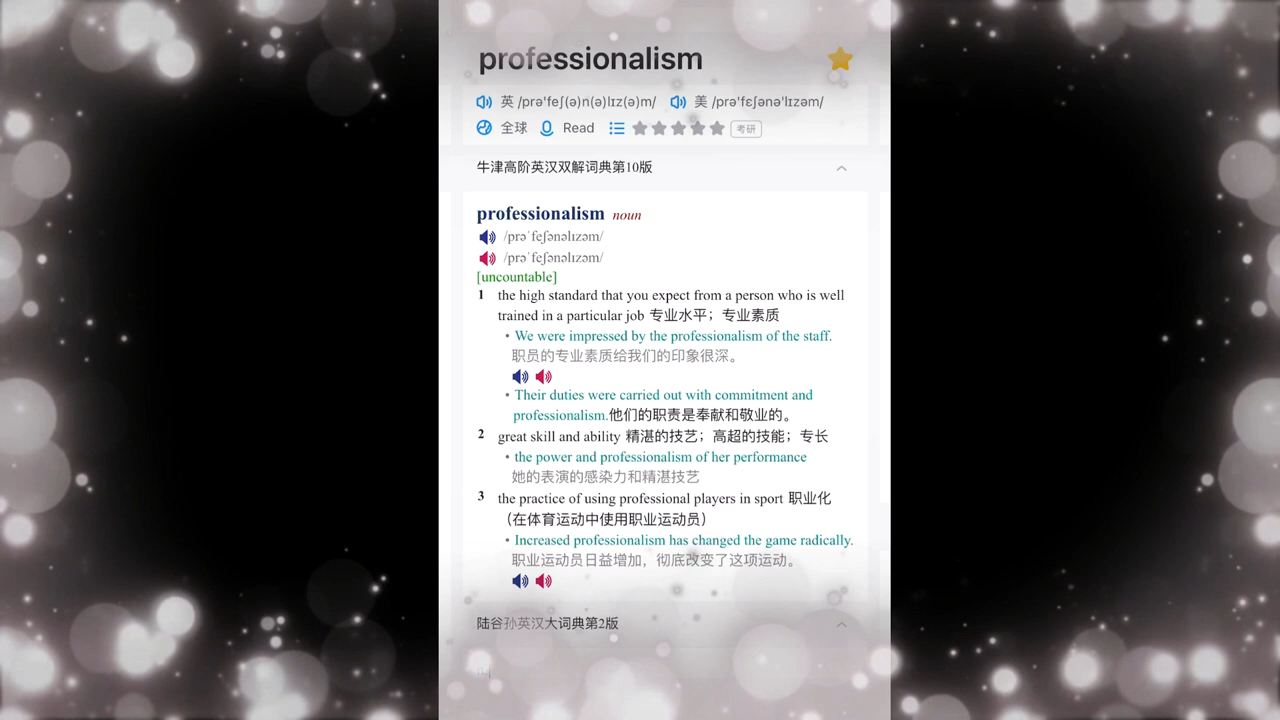 professionalism
英 /prə'feʃ(ə)n(ə)lɪz(ə)m/ 美 /prə'fɛʃənə'lɪzəm/
全球 Read 考研
牛津高阶英汉双解词典第10版
professionalism noun
/prəˈfeʃənəlɪzəm/
/prəˈfeʃənəlɪzəm/
[uncountable]
1 the high standard that you expect from a person who is well
trained in a particular job 专业水平；专业素质
• We were impressed by the professionalism of the staff.
职员的专业素质给我们的印象很深。
• Their duties were carried out with commitment and
professionalism.他们的职责是奉献和敬业的。
2 great skill and ability 精湛的技艺；高超的技能；专长
• the power and professionalism of her performance
她的表演的感染力和精湛技艺
3 the practice of using professional players in sport 职业化
（在体育运动中使用职业运动员）
• Increased professionalism has changed the game radically.
职业运动员日益增加，彻底改变了这项运动。
陆谷孙英汉大词典第2版